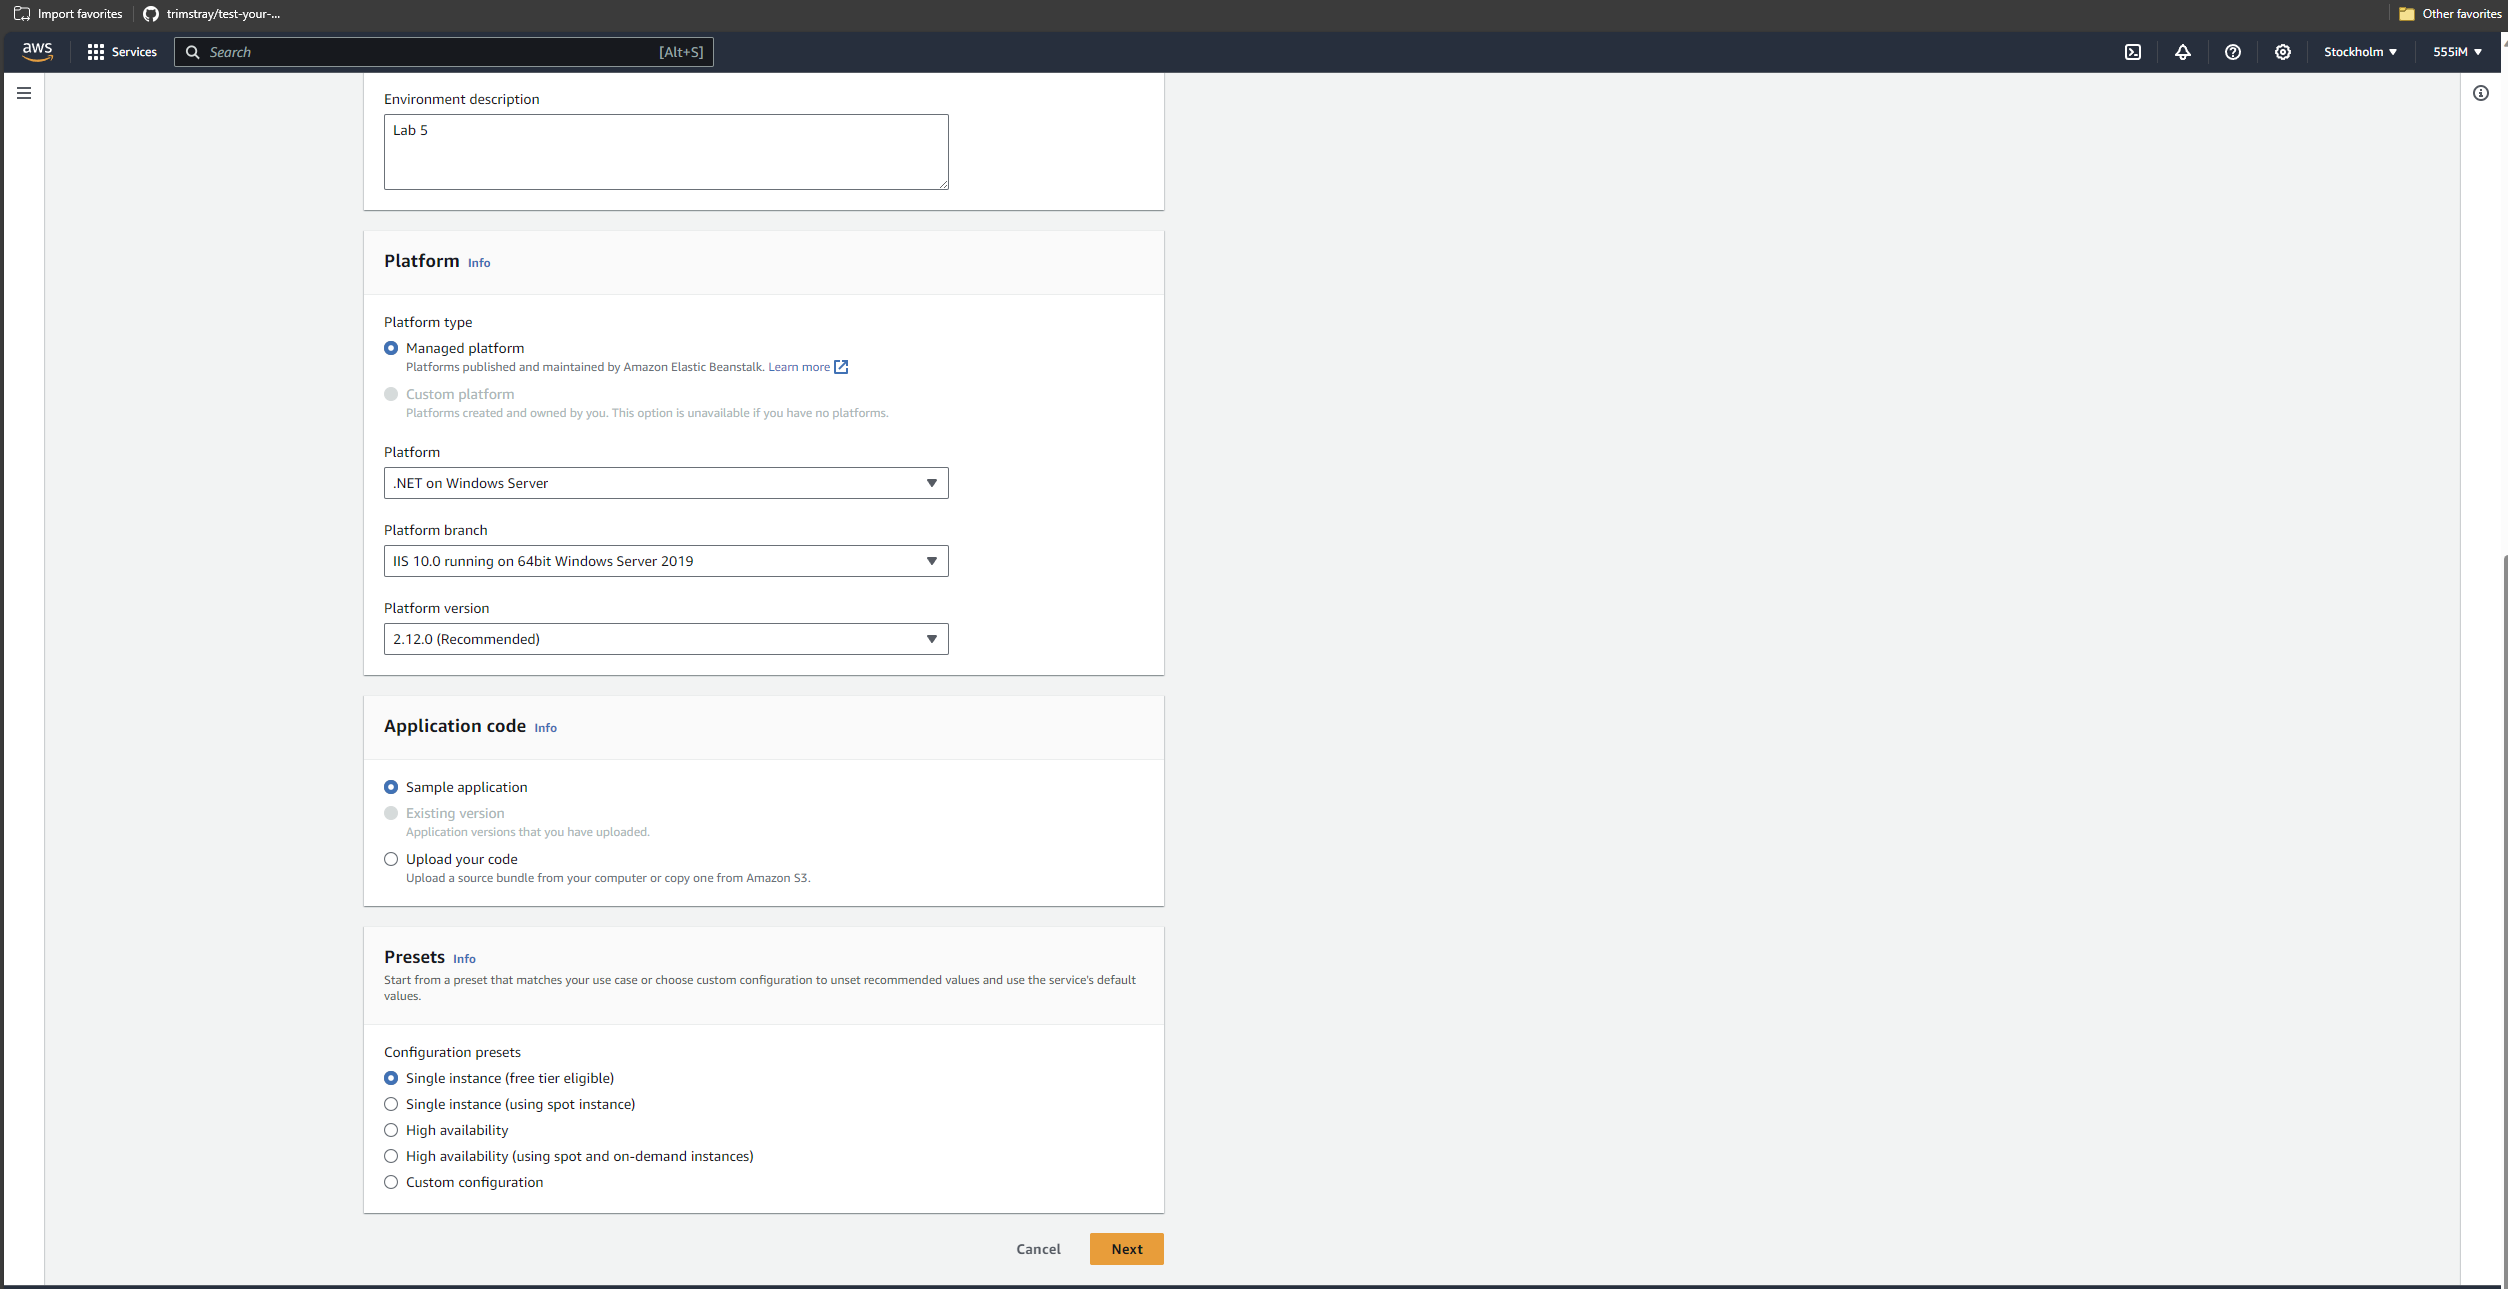 Import favorites
trimstray/test-your-...
Other favorites
aws
Services
Search
[Alt+S]
Stockholm
555iM
Environment description
Lab 5
Platform Info
Platform type
Managed platform
Platforms published and maintained by Amazon Elastic Beanstalk. Learn more
Custom platform
Platforms created and owned by you. This option is unavailable if you have no platforms.
Platform
.NET on Windows Server
Platform branch
IIS 10.0 running on 64bit Windows Server 2019
Platform version
2.12.0 (Recommended)
Application code Info
Sample application
Existing version
Application versions that you have uploaded.
Upload your code
Upload a source bundle from your computer or copy one from Amazon S3.
Presets Info
Start from a preset that matches your use case or choose custom configuration to unset recommended values and use the service's default
values.
Configuration presets
Single instance (free tier eligible)
Single instance (using spot instance)
High availability
High availability (using spot and on-demand instances)
Custom configuration
Cancel
Next